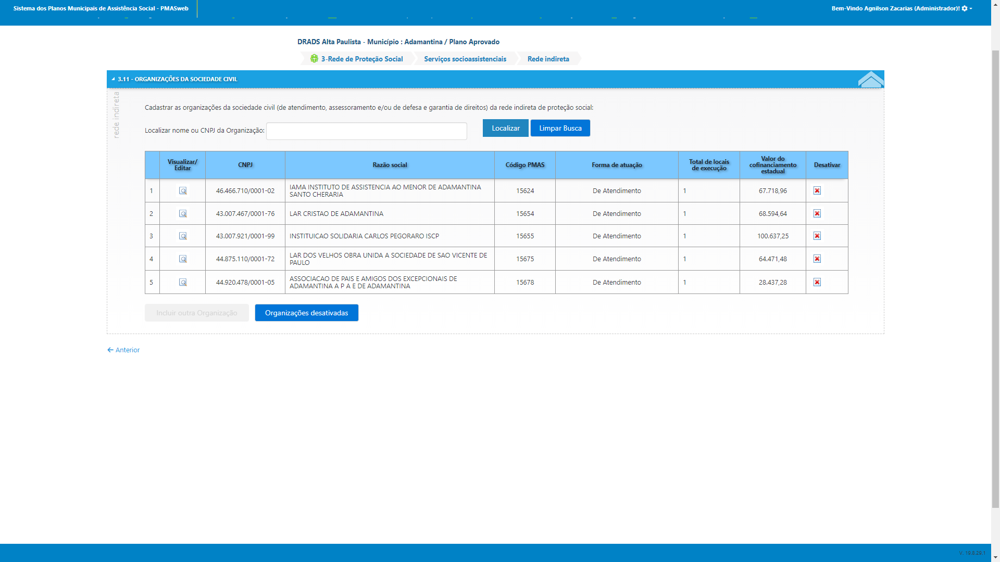 Sistema dos Planos Municipais de Assistência Social - PMASweb
Bem-Vindo Agnilson Zacarias (Administrador)!
DRADS Alta Paulista - Município : Adamantina / Plano Aprovado
3-Rede de Proteção Social
Serviços socioassistenciais
Rede indireta
3.11 - ORGANIZAÇÕES DA SOCIEDADE CIVIL
rede indireta
Cadastrar as organizações da sociedade civil (de atendimento, assessoramento e/ou de defesa e garantia de direitos) da rede indireta de proteção social:
Localizar nome ou CNPJ da Organização:
Localizar
Limpar Busca
Visualizar/
Editar
CNPJ
Razão social
Código PMAS
Forma de atuação
Total de locais
de execução
Valor do
cofinanciamento
estadual
Desativar
1
46.466.710/0001-02
IAMA INSTITUTO DE ASSISTENCIA AO MENOR DE ADAMANTINA
SANTO CHERARIA
15624
De Atendimento
1
67.718,96
2
43.007.467/0001-76
LAR CRISTAO DE ADAMANTINA
15654
De Atendimento
1
68.594,64
3
43.007.921/0001-99
INSTITUICAO SOLIDARIA CARLOS PEGORARO ISCP
15655
De Atendimento
1
100.637,25
4
44.875.110/0001-72
LAR DOS VELHOS OBRA UNIDA A SOCIEDADE DE SAO VICENTE DE
PAULO
15675
De Atendimento
1
64.471,48
5
44.920.478/0001-05
ASSOCIACAO DE PAIS E AMIGOS DOS EXCEPCIONAIS DE
ADAMANTINA A P A E DE ADAMANTINA
15678
De Atendimento
1
28.437,28
Incluir outra Organização
Organizações desativadas
Anterior
V. 19.8.29.1